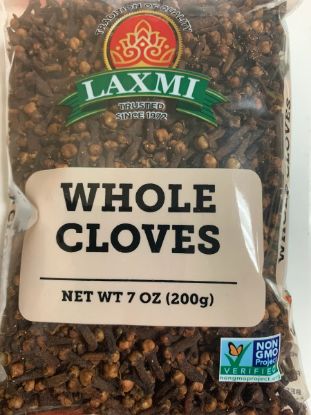 TRADITION OF QUALITY
LAXMI
TRUSTED
SINCE 1972
WHOLE
CLOVES
NET WT 7 OZ (200g)
NON
GMO
Project
VERIFIED
nongmoproject.org